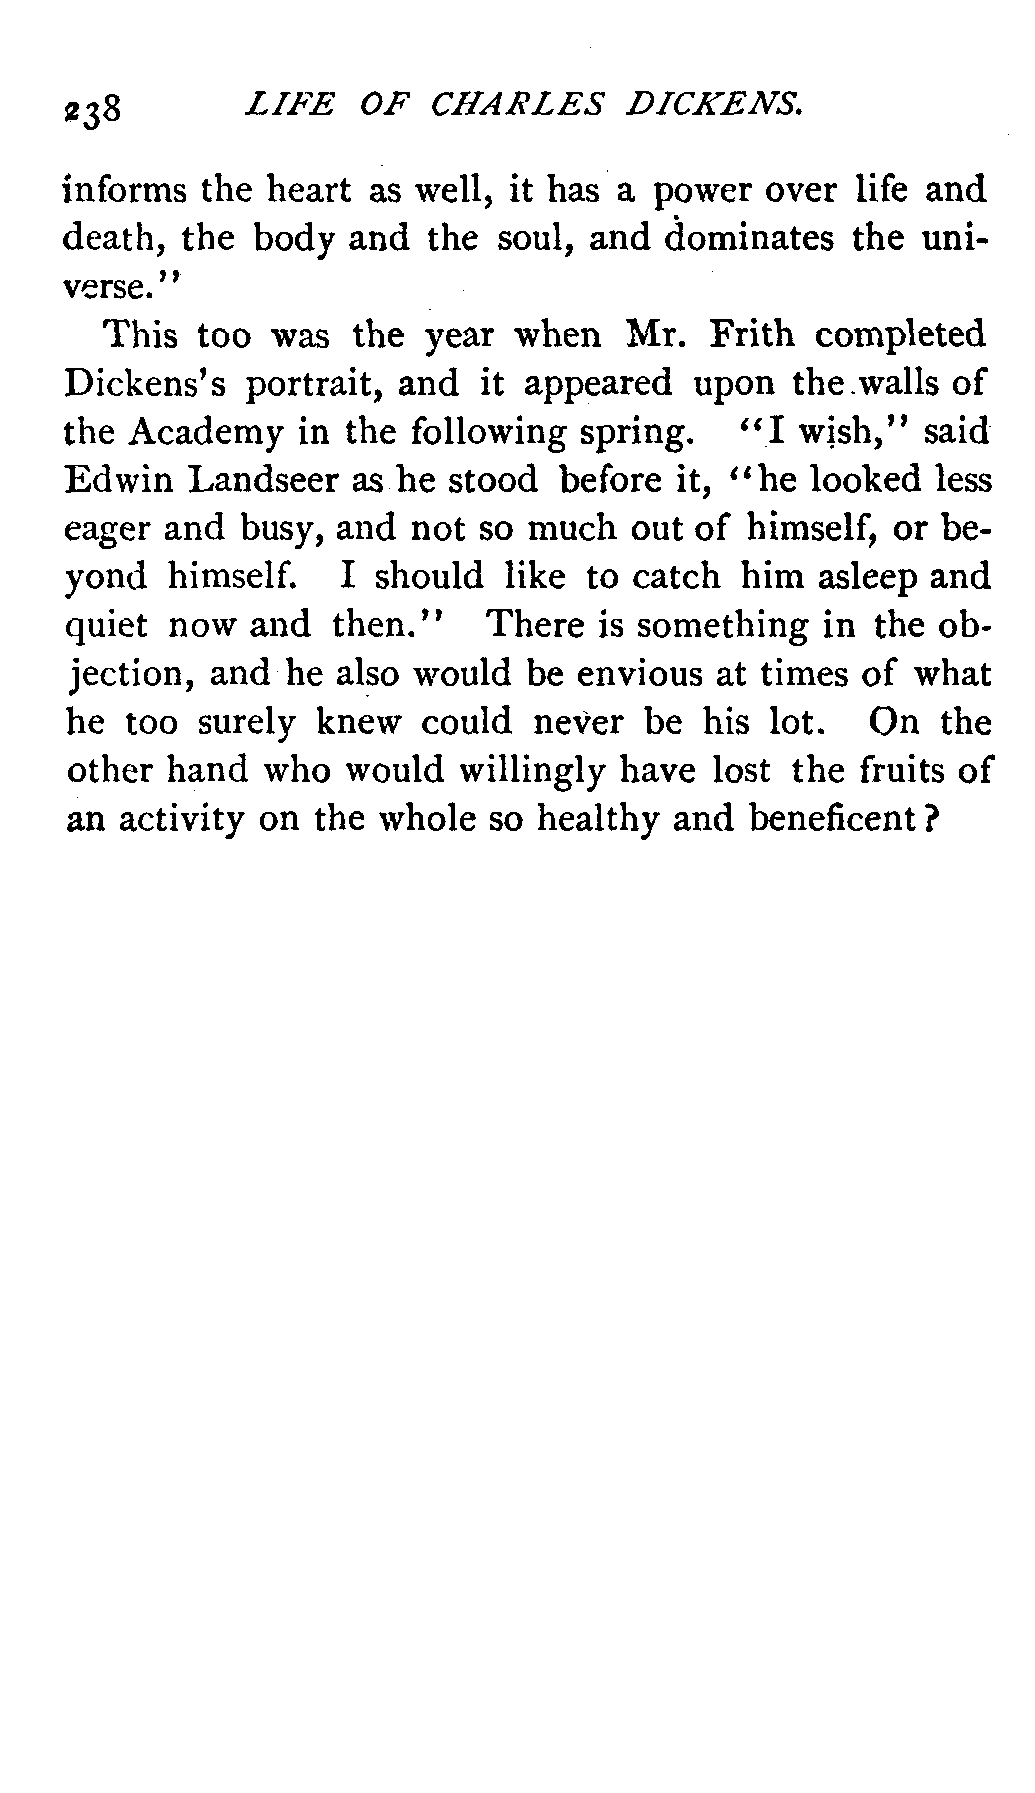 238 LIFE OF CHARLES DICKENS.
informs the heart as well, it has a power over life and
death, the body and the soul, and dominates the uni-
verse."
This too was the year when Mr. Frith completed
Dickens's portrait, and it appeared upon the walls of
the Academy in the following spring. "I wish," said
Edwin Landseer as he stood before it, "he looked less
eager and busy, and not so much out of himself, or be-
yond himself. I should like to catch him asleep and
quiet now and then." There is something in the ob-
jection, and he also would be envious at times of what
he too surely knew could never be his lot. On the
other hand who would willingly have lost the fruits of
an activity on the whole so healthy and beneficent?